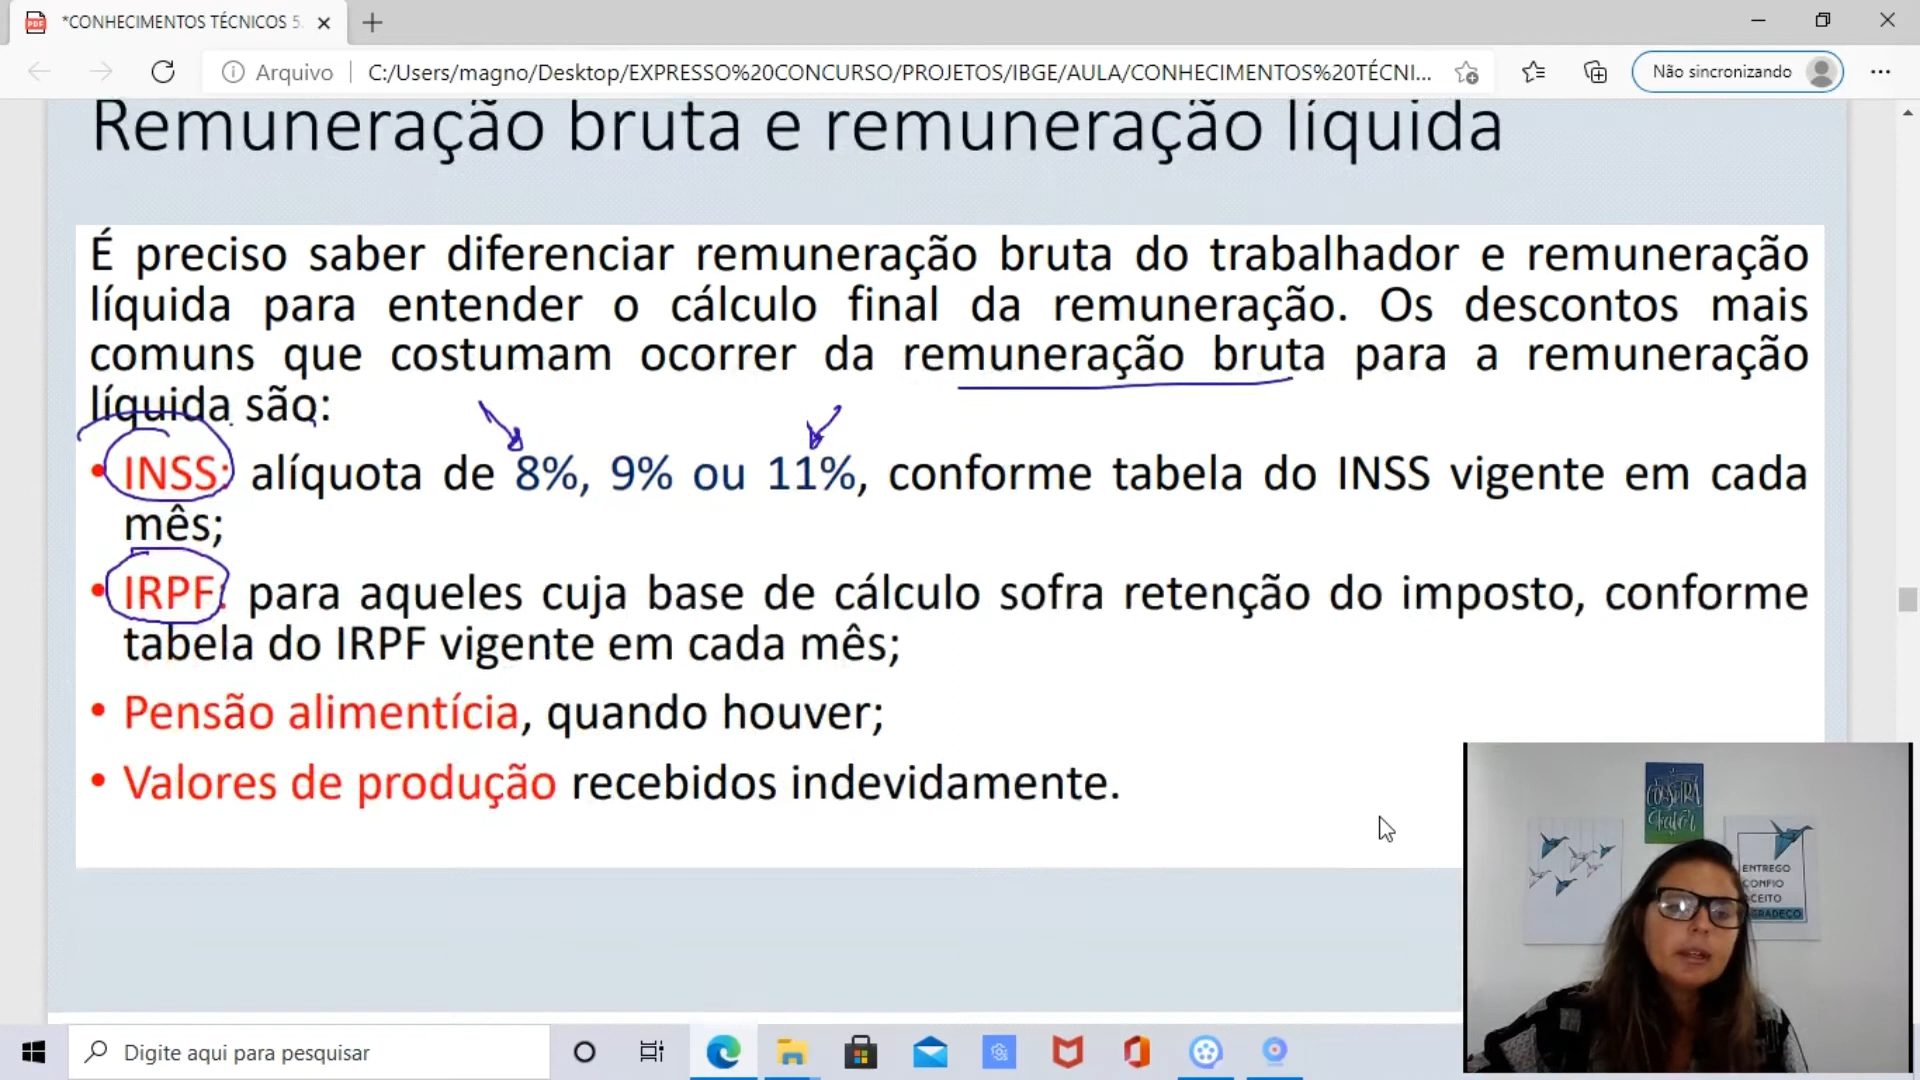 *CONHECIMENTOS TÉCNICOS 5.
Arquivo
C:/Users/magno/Desktop/EXPRESSO%20CONCURSO/PROJETOS/IBGE/AULA/CONHECIMENTOS%20TÉCNI...
Não sincronizando
Remuneração bruta e remuneração líquida
É preciso saber diferenciar remuneração bruta do trabalhador e remuneração
líquida para entender o cálculo final da remuneração. Os descontos mais
comuns que costumam ocorrer da remuneração bruta para a remuneração
líquida são:
• INSS: alíquota de 8%, 9% ou 11%, conforme tabela do INSS vigente em cada
mês;
• IRPF: para aqueles cuja base de cálculo sofra retenção do imposto, conforme
tabela do IRPF vigente em cada mês;
• Pensão alimentícia, quando houver;
• Valores de produção recebidos indevidamente.
ENTREGO
CONFIO
ACEITO
AGRADEÇO
Digite aqui para pesquisar